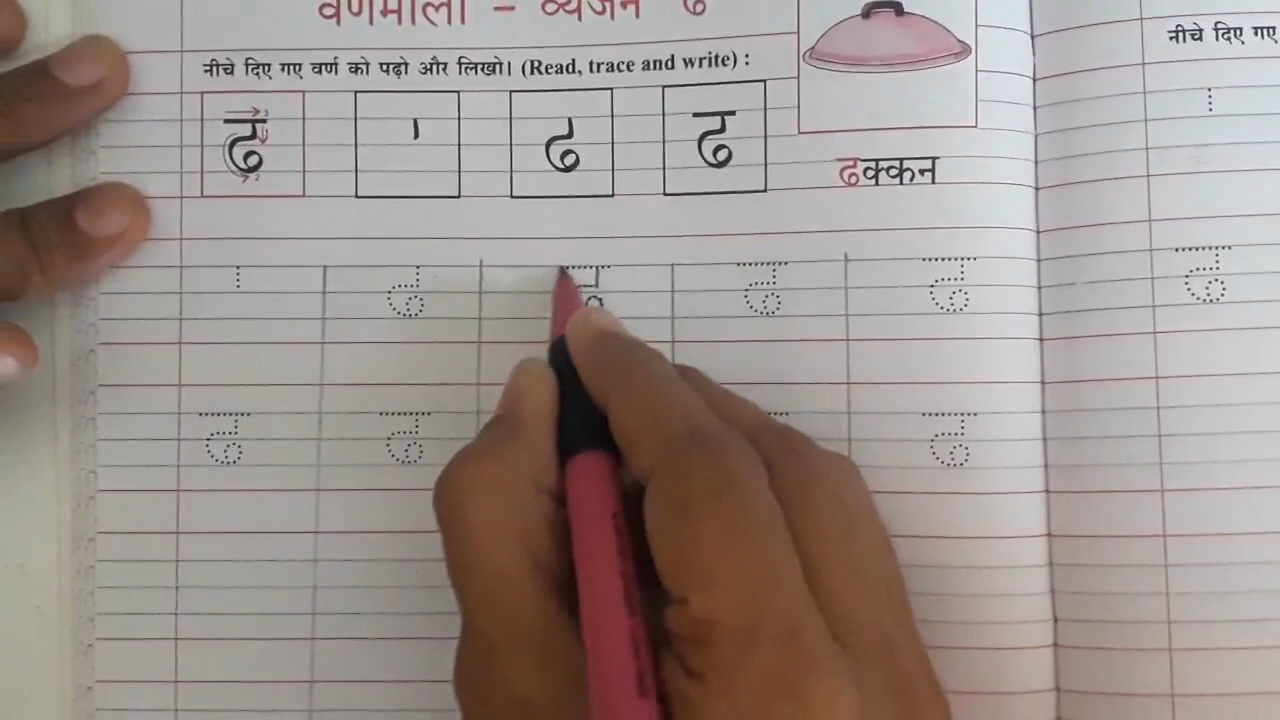 वर्णमाला – व्यंजन ढ
नीचे दिए गए वर्ण को पढ़ो और लिखो। (Read, trace and write) :
ढ ढ ढ
ढक्कन
ढ ढ ढ ढ
ढ ढ ढ
नीचे दिए गए
ढ